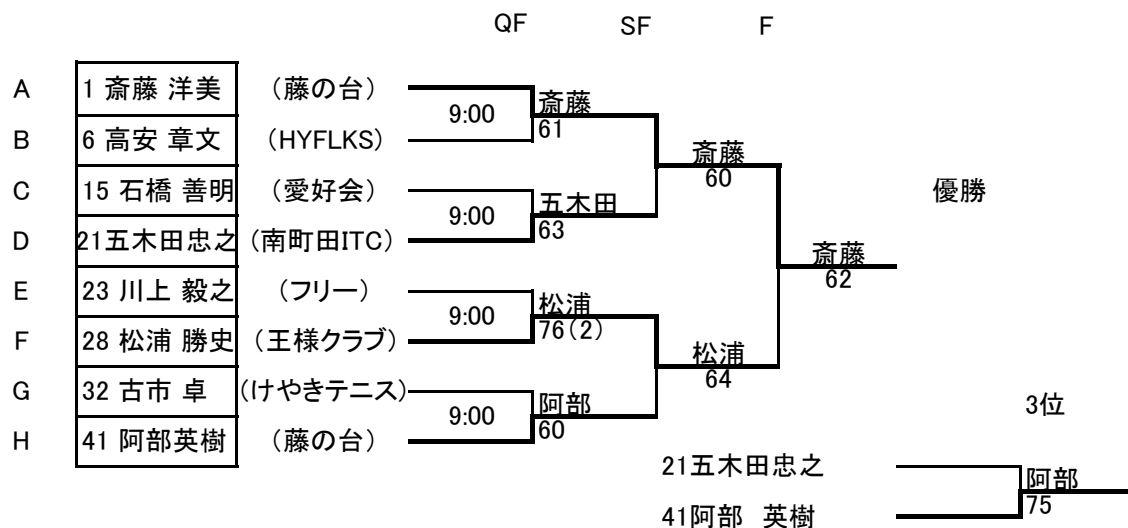 QF SF F
A 1 斎藤 洋美 (藤の台)
9:00 斎藤
61
B 6 高安 章文 (HYFLKS)
斎藤
60
C 15 石橋 善明 (愛好会)
9:00 五木田
63
D 21五木田忠之 (南町田ITC)
優勝
斎藤
62
E 23 川上 毅之 (フリー)
9:00 松浦
76(2)
F 28 松浦 勝史 (王様クラブ)
松浦
64
G 32 古市 卓 (けやきテニス)
9:00 阿部
60
H 41 阿部英樹 (藤の台)
3位
21五木田忠之
阿部
75
41阿部 英樹